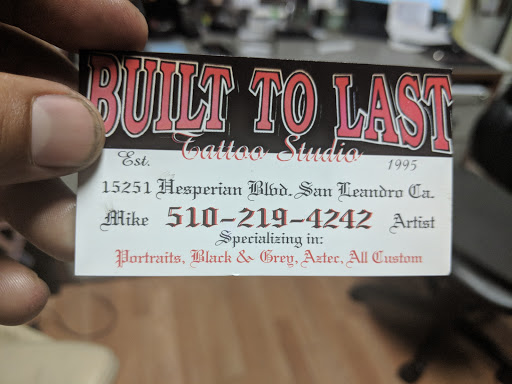 BUILT TO LAST
Tattoo Studio
Est. 1995
15251 Hesperian Blvd. San Leandro Ca.
Mike 510-219-4242 Artist
Specializing in:
Portraits, Black & Grey, Aztec, All Custom